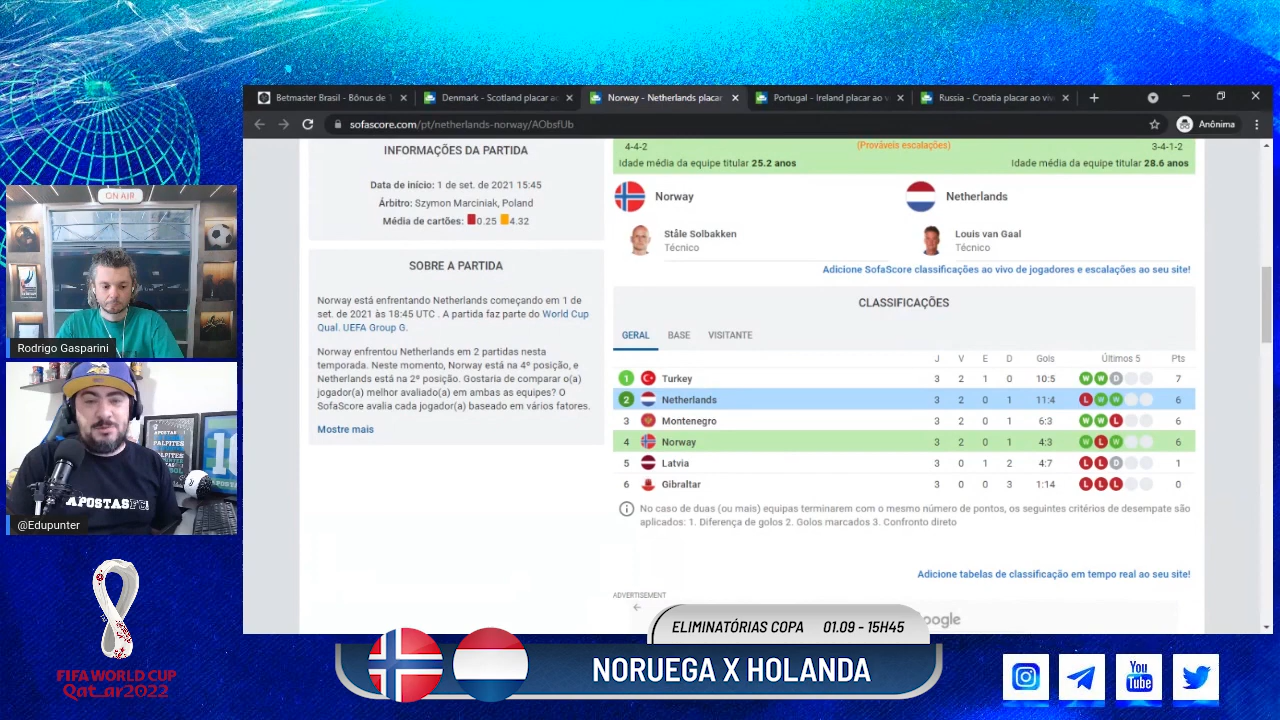 Betmaster Brasil - Bônus de
Denmark - Scotland placar ao
Norway - Netherlands placar
Portugal - Ireland placar ao v
Russia - Croatia placar ao viv
sofascore.com/pt/netherlands-norway/AObsfUb
Anônima
INFORMAÇÕES DA PARTIDA
Data de início: 1 de set. de 2021 15:45
Árbitro: Szymon Marciniak, Poland
Média de cartões: 0.25 4.32
SOBRE A PARTIDA
Norway está enfrentando Netherlands começando em 1 de
set. de 2021 às 18:45 UTC . A partida faz parte do World Cup
Qual. UEFA Group G.
Norway enfrentou Netherlands em 2 partidas nesta
temporada. Neste momento, Norway está na 4º posição, e
Netherlands está na 2º posição. Gostaria de comparar o(a)
jogador(a) melhor avaliado(a) em ambas as equipes? O
SofaScore avalia cada jogador(a) baseado em vários fatores.
Mostre mais
4-4-2 (Prováveis escalações) 3-4-1-2
Idade média da equipe titular 25.2 anos Idade média da equipe titular 28.6 anos
Norway Netherlands
Ståle Solbakken Louis van Gaal
Técnico Técnico
Adicione SofaScore classificações ao vivo de jogadores e escalações ao seu site!
CLASSIFICAÇÕES
GERAL BASE VISITANTE
J V E D Gols Últimos 5 Pts
1 Turkey 3 2 1 0 10:5 W W D 7
2 Netherlands 3 2 0 1 11:4 L W W 6
3 Montenegro 3 2 0 1 6:3 W W L 6
4 Norway 3 2 0 1 4:3 W L W 6
5 Latvia 3 0 1 2 4:7 L L D 1
6 Gibraltar 3 0 0 3 1:14 L L L 0
No caso de duas (ou mais) equipas terminarem com o mesmo número de pontos, os seguintes critérios de desempate são
aplicados: 1. Diferença de golos 2. Golos marcados 3. Confronto directo
Adicione tabelas de classificação em tempo real ao seu site!
ADVERTISEMENT
ON AIR
Rodrigo Gasparini
APOSTAS
PALPITES
APOSTASFC!
@Edupunter
FIFA WORLD CUP
Qatar2022
ELIMINATÓRIAS COPA 01.09 - 15H45
NORUEGA X HOLANDA
You
Tube